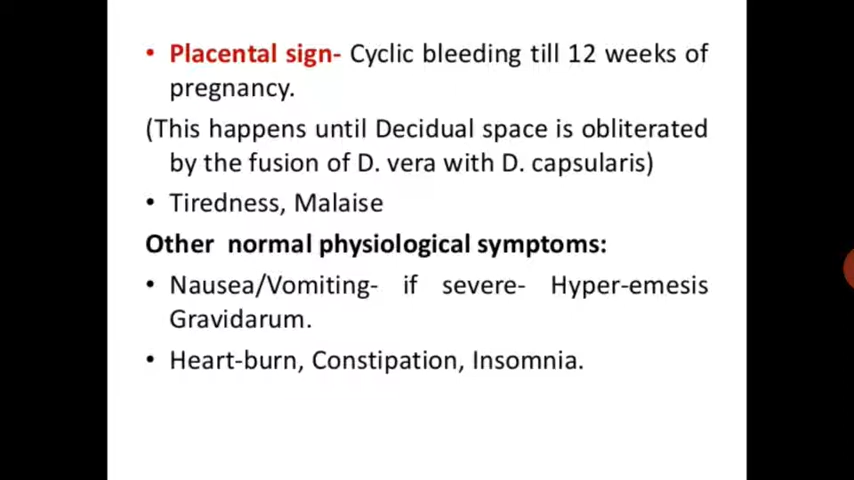 • Placental sign- Cyclic bleeding till 12 weeks of
pregnancy.
(This happens until Decidual space is obliterated
by the fusion of D. vera with D. capsularis)
• Tiredness, Malaise
Other normal physiological symptoms:
• Nausea/Vomiting- if severe- Hyper-emesis
Gravidarum.
• Heart-burn, Constipation, Insomnia.